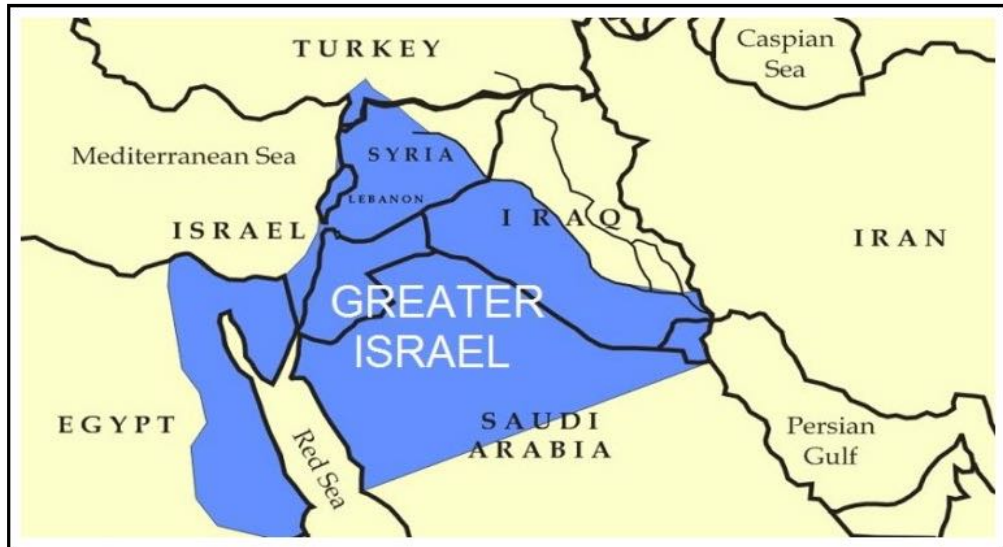 TURKEY
Caspian
Sea
Mediterranean Sea
SYRIA
LEBANON
ISRAEL
IRAQ
IRAN
GREATER
ISRAEL
EGYPT
Red Sea
SAUDI
ARABIA
Persian
Gulf